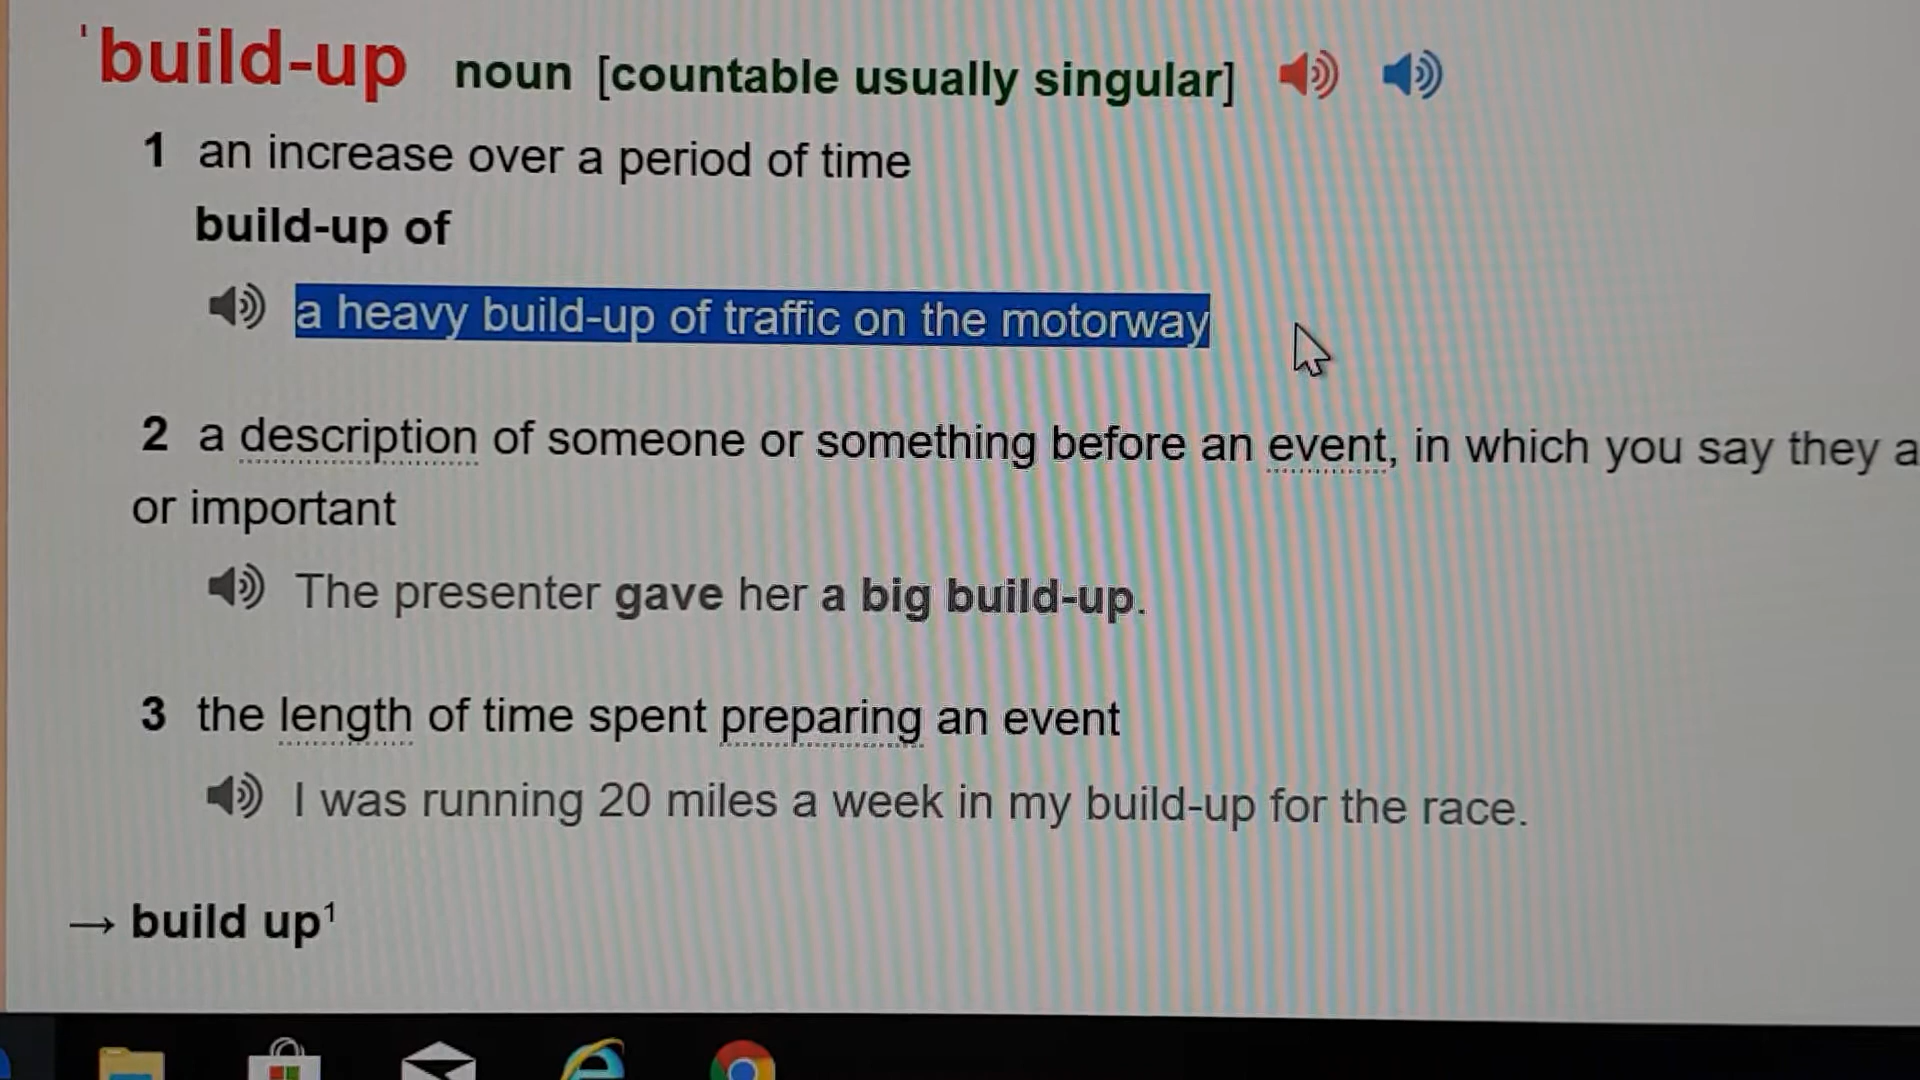 ˈbuild-up noun [countable usually singular]
1 an increase over a period of time
build-up of
a heavy build-up of traffic on the motorway
2 a description of someone or something before an event, in which you say they a
or important
The presenter gave her a big build-up.
3 the length of time spent preparing an event
I was running 20 miles a week in my build-up for the race.
→ build up¹